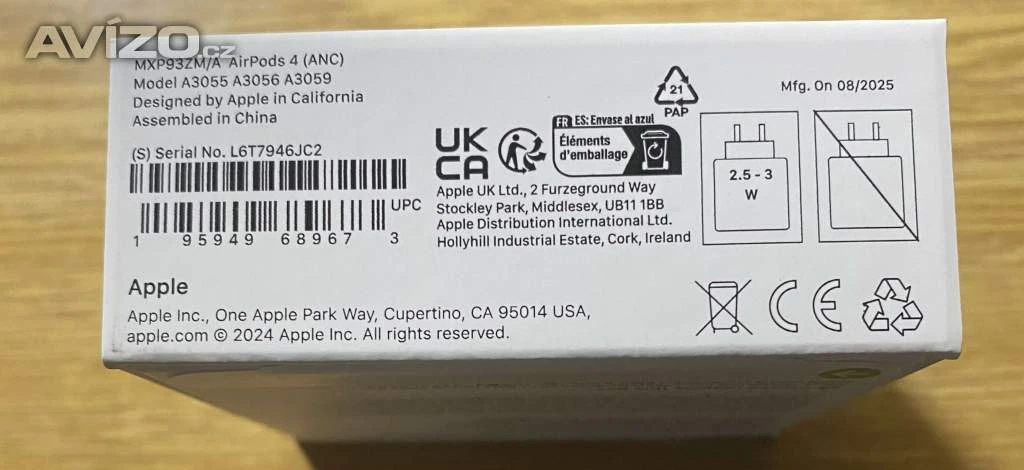 AVÍZO.cz
MXP93ZM/A AirPods 4 (ANC)
Model A3055 A3056 A3059
Designed by Apple in California
Assembled in China
(S) Serial No. L6T7946JC2
UPC
1 95949 68967 3
UK
CA
FR ES: Envase al azul
Éléments
d'emballage
21
PAP
Mfg. On 08/2025
2.5 - 3
W
Apple UK Ltd., 2 Furzeground Way
Stockley Park, Middlesex, UB11 1BB
Apple Distribution International Ltd.
Hollyhill Industrial Estate, Cork, Ireland
Apple
Apple Inc., One Apple Park Way, Cupertino, CA 95014 USA,
apple.com © 2024 Apple Inc. All rights reserved.
CE